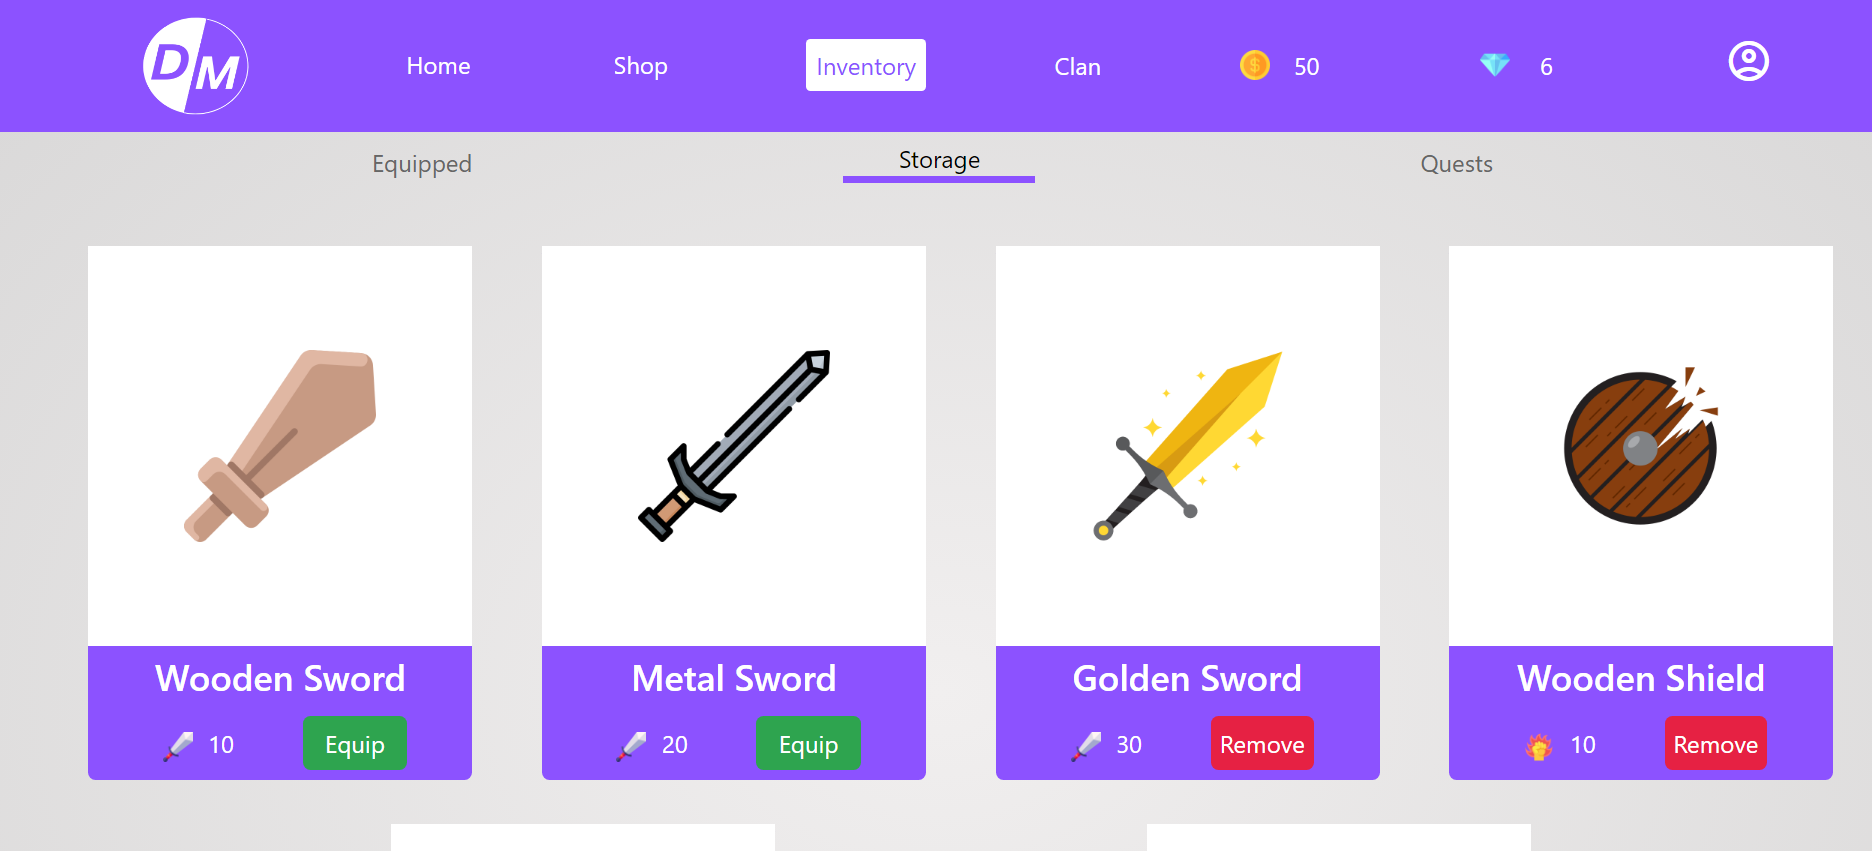 DM
Home Shop Inventory Clan 50 6
Equipped Storage Quests
Wooden Sword
10 Equip
Metal Sword
20 Equip
Golden Sword
30 Remove
Wooden Shield
10 Remove